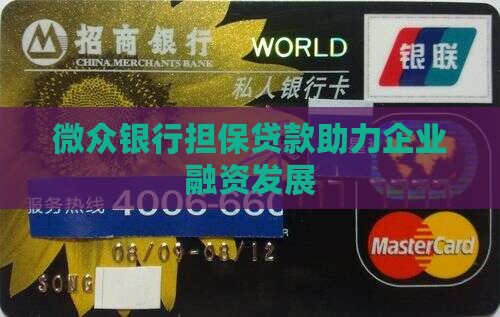 招商银行
CHINA MERCHANTS BANK
WORLD
银联
私人银行卡
微众银行担保贷款助力企业
融资发展
服务热线 4006-660
08/09-08/12
SONG
MasterCard